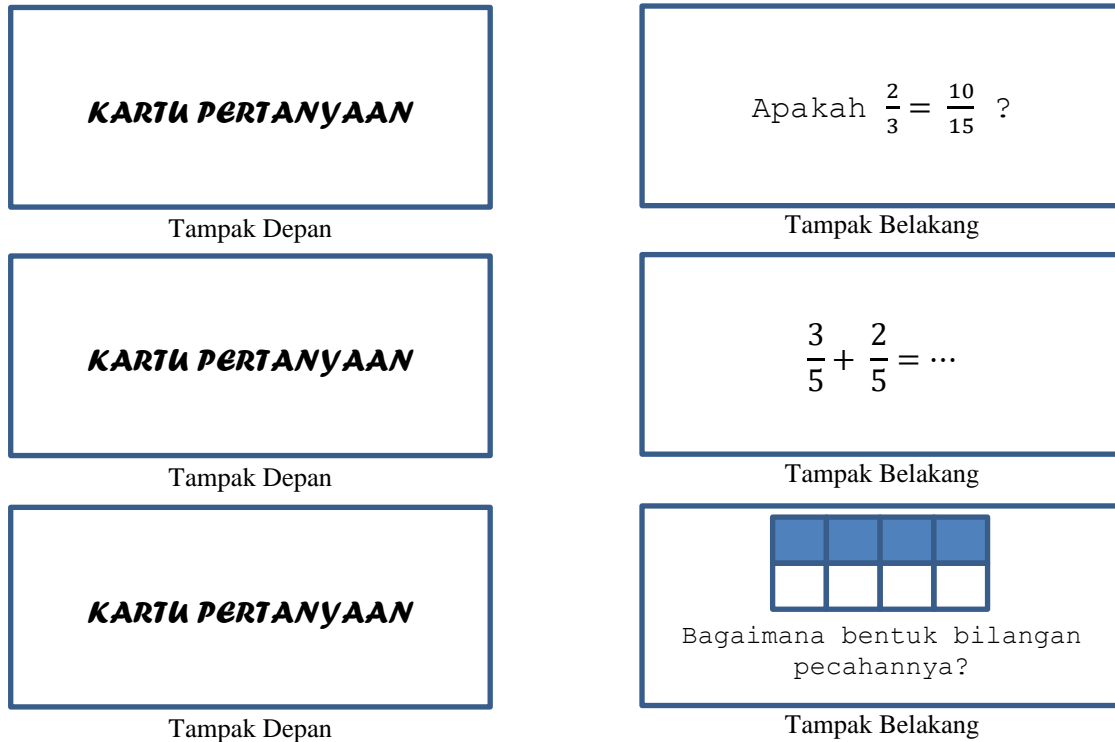 KARTU PERTANYAAN
Apakah 2/3 = 10/15 ?
Tampak Depan
Tampak Belakang
KARTU PERTANYAAN
3/5 + 2/5 = ⋯
Tampak Depan
Tampak Belakang
KARTU PERTANYAAN
Bagaimana bentuk bilangan
pecahannya?
Tampak Depan
Tampak Belakang